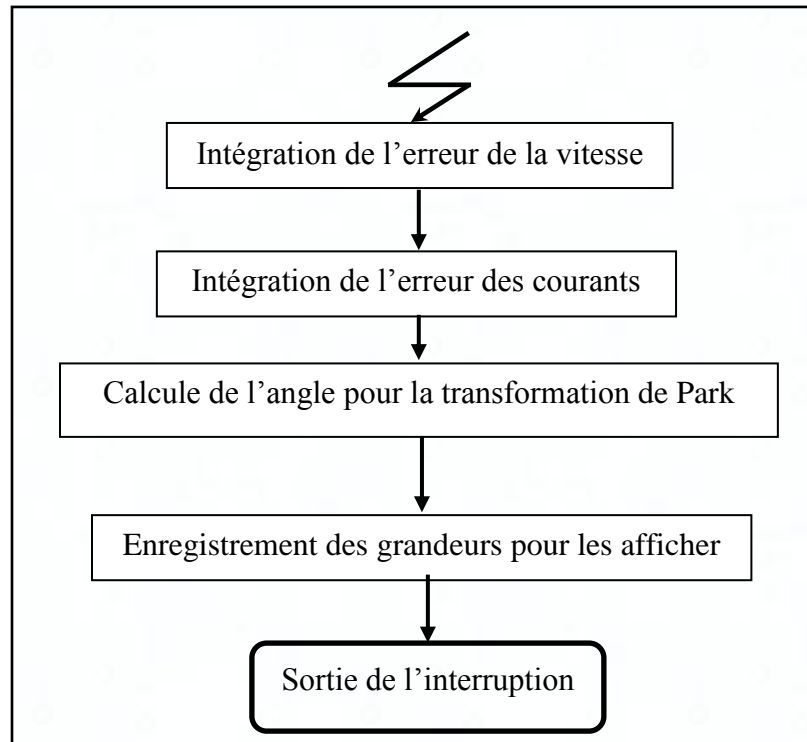 Intégration de l’erreur de la vitesse
Intégration de l’erreur des courants
Calcule de l’angle pour la transformation de Park
Enregistrement des grandeurs pour les afficher
Sortie de l’interruption